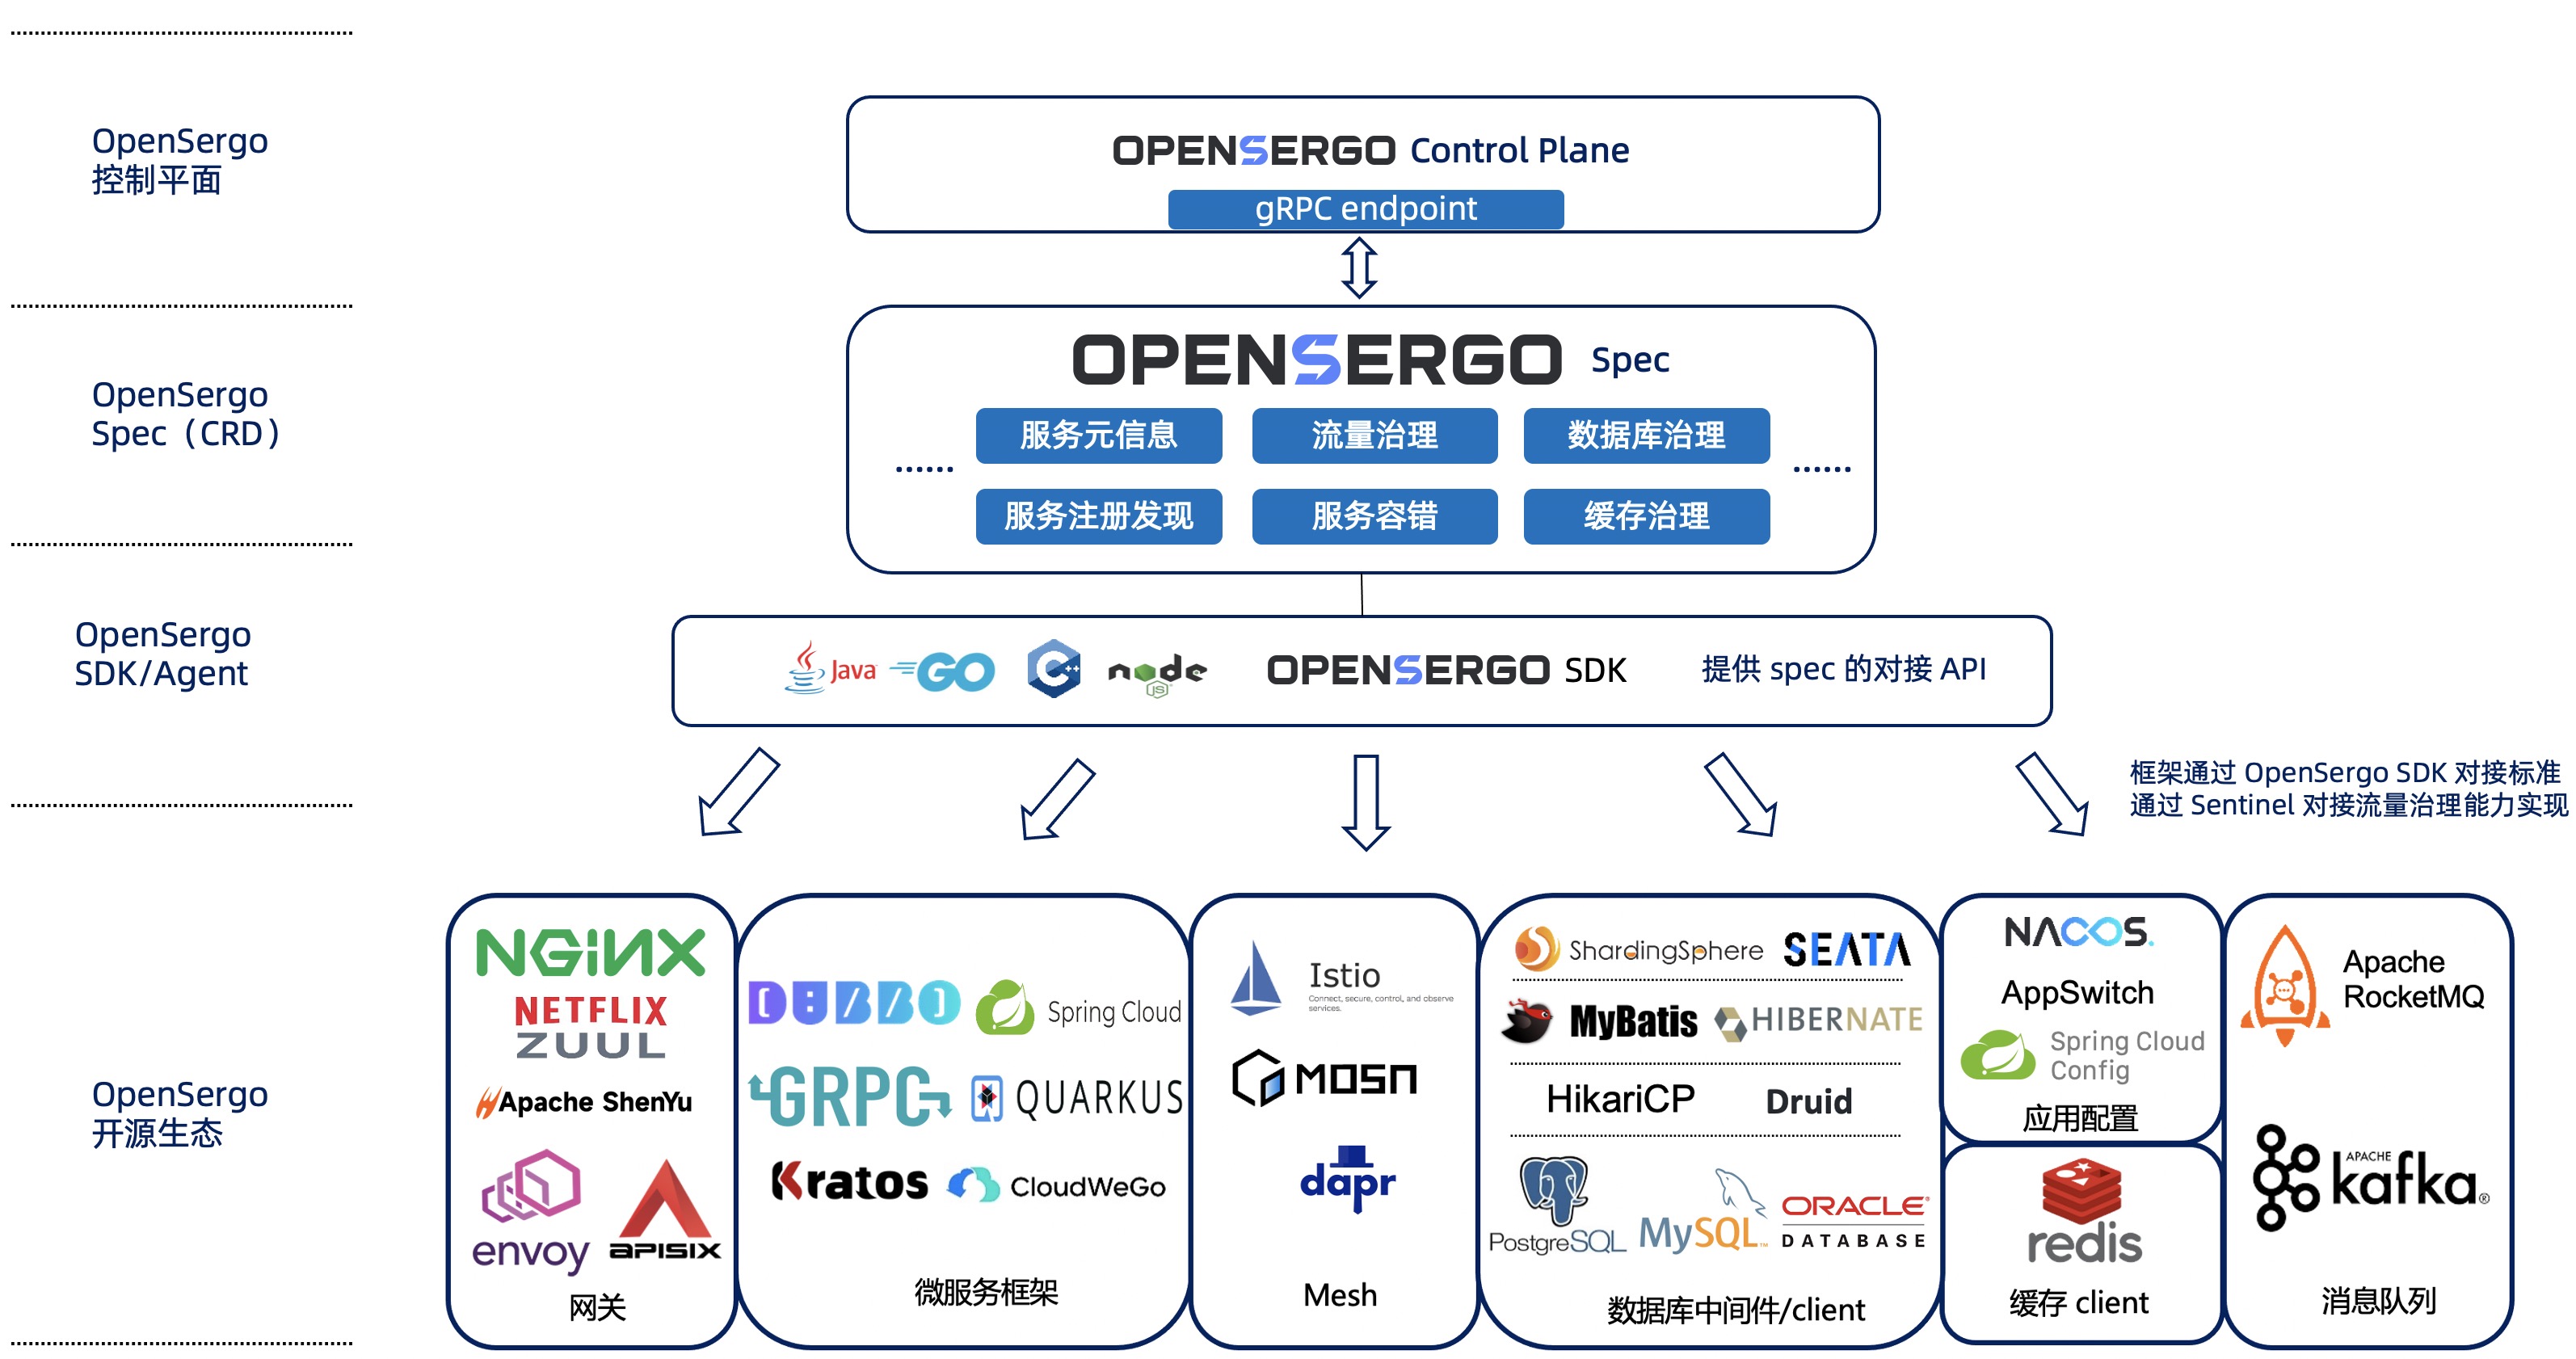 OpenSergo
控制平面
OPENSERGO Control Plane
gRPC endpoint
OpenSergo
Spec（CRD）
OPENSERGO Spec
服务元信息
流量治理
数据库治理
......
......
服务注册发现
服务容错
缓存治理
OpenSergo
SDK/Agent
Java
GO
C++
node
JS
OPENSERGO SDK
提供 spec 的对接 API
框架通过 OpenSergo SDK 对接标准
通过 Sentinel 对接流量治理能力实现
OpenSergo
开源生态
NGINX
NETFLIX
ZUUL
Apache ShenYu
envoy
APISIX
网关
DUBBO
Spring Cloud
GRPC
QUARKUS
Kratos
CloudWeGo
微服务框架
Istio
Connect, secure, control, and observe
services.
MOSN
dapr
Mesh
ShardingSphere
SEATA
MyBatis
HIBERNATE
HikariCP
Druid
PostgreSQL
MySQL™
ORACLE®
DATABASE
数据库中间件/client
NACOS.
AppSwitch
Spring Cloud
Config
应用配置
redis
缓存 client
Apache
RocketMQ
APACHE
kafka®
消息队列